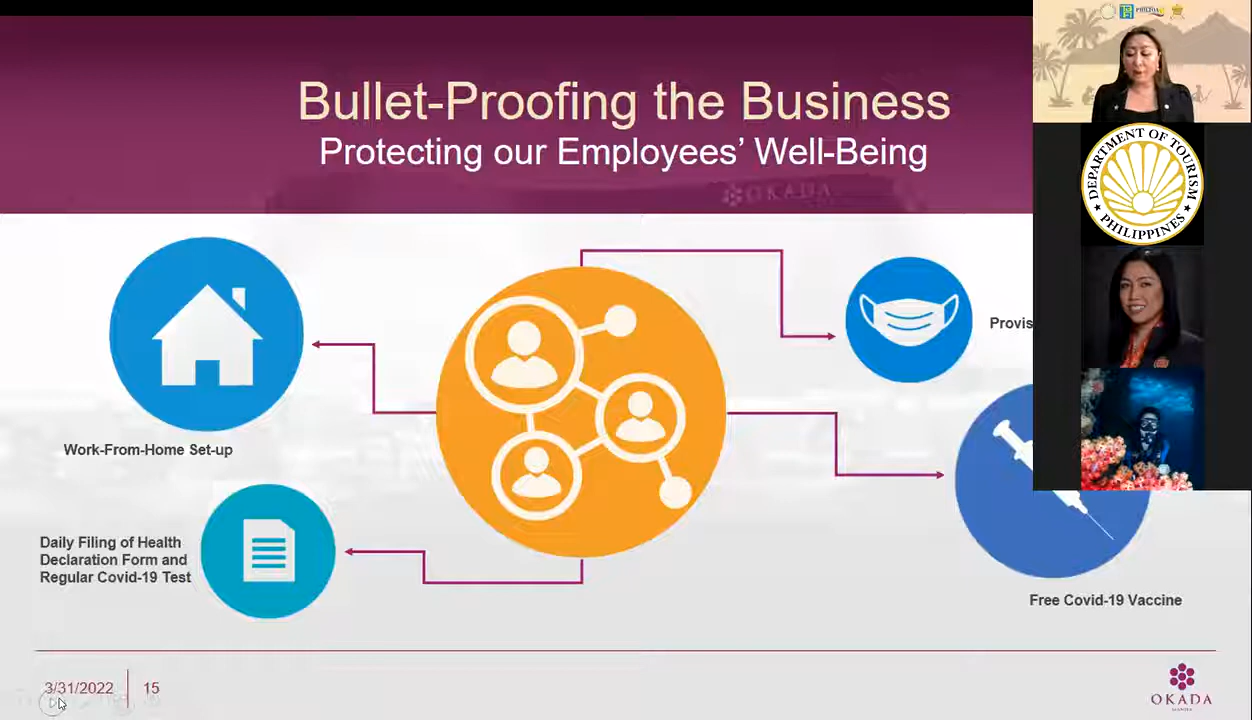 Bullet-Proofing the Business
Protecting our Employees’ Well-Being
OKADA
DEPARTMENT OF TOURISM
PHILIPPINES
Provis
Work-From-Home Set-up
Daily Filing of Health
Declaration Form and
Regular Covid-19 Test
Free Covid-19 Vaccine
3/31/2022
15
OKADA
MANILA